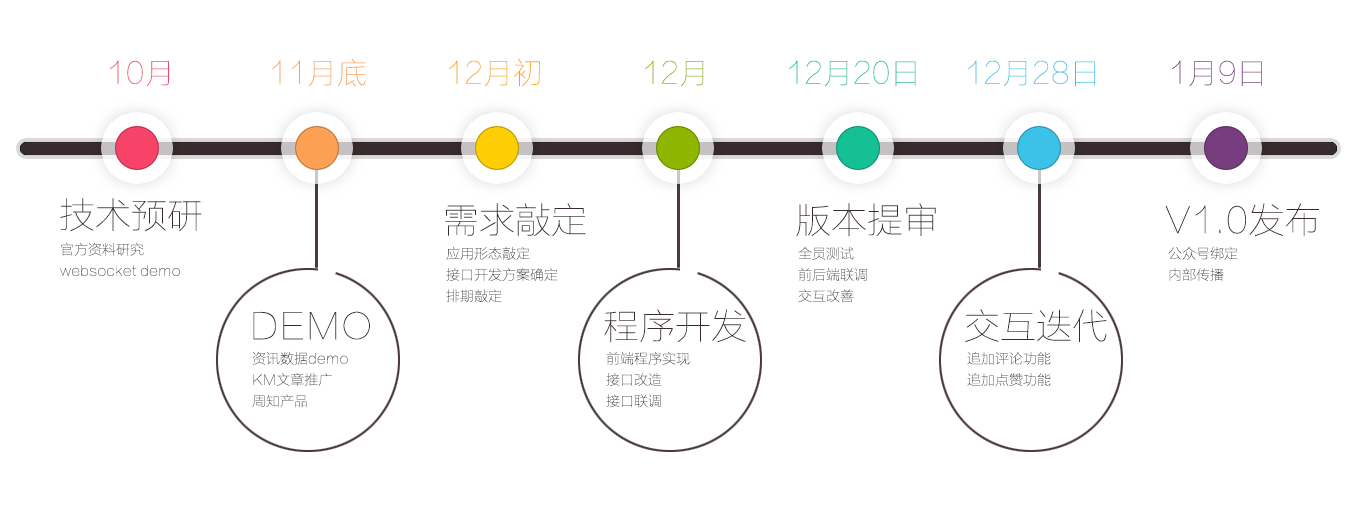 10月
11月底
12月初
12月
12月20日
12月28日
1月9日
技术预研
官方资料研究
websocket demo
DEMO
资讯数据demo
KM文章推广
周知产品
需求敲定
应用形态敲定
接口开发方案确定
排期敲定
程序开发
前端程序实现
接口改造
接口联调
版本提审
全员测试
前后端联调
交互改善
交互迭代
追加评论功能
追加点赞功能
V1.0发布
公众号绑定
内部传播